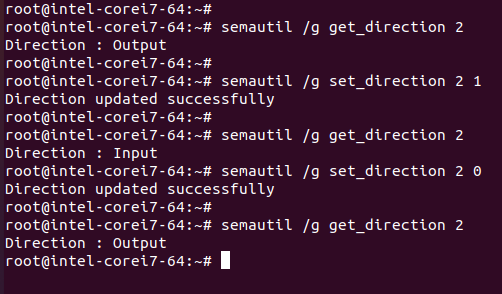 root@intel-corei7-64:~#
root@intel-corei7-64:~# semautil /g get_direction 2
Direction : Output
root@intel-corei7-64:~#
root@intel-corei7-64:~# semautil /g set_direction 2 1
Direction updated successfully
root@intel-corei7-64:~#
root@intel-corei7-64:~# semautil /g get_direction 2
Direction : Input
root@intel-corei7-64:~# semautil /g set_direction 2 0
Direction updated successfully
root@intel-corei7-64:~#
root@intel-corei7-64:~# semautil /g get_direction 2
Direction : Output
root@intel-corei7-64:~#